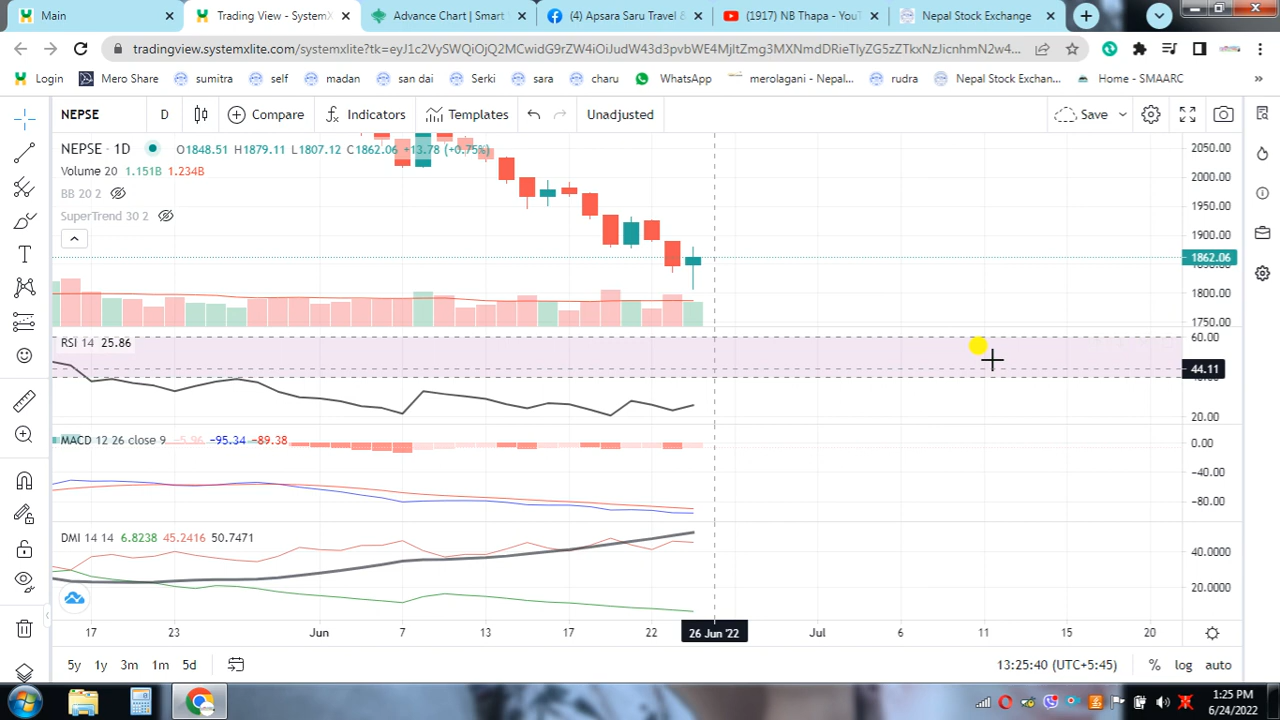 Main
Trading View - SystemX
Advance Chart | Smart
(4) Apsara Saru Travel &
(1917) NB Thapa - YouT
Nepal Stock Exchange
tradingview.systemxlite.com/systemxlite?tk=
Login
Mero Share
sumitra
self
madan
san dai
Serki
sara
charu
WhatsApp
merolagani - Nepal...
rudra
Nepal Stock Exchan...
Home - SMAARC
»
NEPSE
D
Compare
Indicators
Templates
Unadjusted
Save
NEPSE · 1D
O1848.51 H1879.11 L1807.12 C1862.06 +13.78 (+0.75%)
Volume 20 1.151B 1.234B
BB 20 2
SuperTrend 30 2
2050.00
2000.00
1950.00
1900.00
1862.06
1800.00
1750.00
RSI 14 25.86
60.00
44.11
20.00
MACD 12 26 close 9 −5.96 −95.34 −89.38
0.00
−40.00
−80.00
DMI 14 14 6.8238 45.2416 50.7471
40.0000
20.0000
17
23
Jun
7
13
17
22
26 Jun '22
Jul
6
11
15
20
5y
1y
3m
1m
5d
13:25:40 (UTC+5:45)
%
log
auto
1:25 PM
6/24/2022